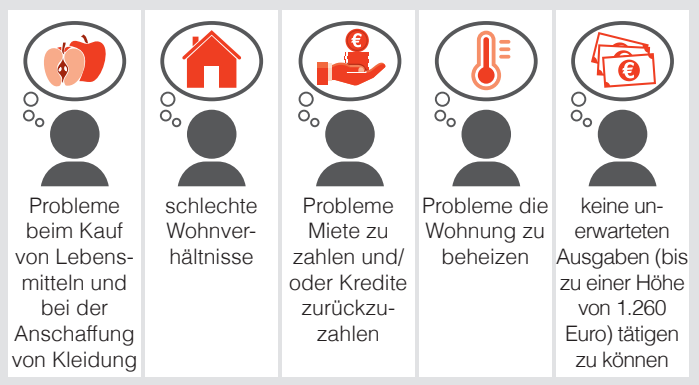 Probleme
beim Kauf
von Lebens-
mitteln und
bei der
Anschaffung
von Kleidung
schlechte
Wohnver-
hältnisse
Probleme
Miete zu
zahlen und/
oder Kredite
zurückzu-
zahlen
Probleme die
Wohnung zu
beheizen
keine un-
erwarteten
Ausgaben (bis
zu einer Höhe
von 1.260
Euro) tätigen
zu können